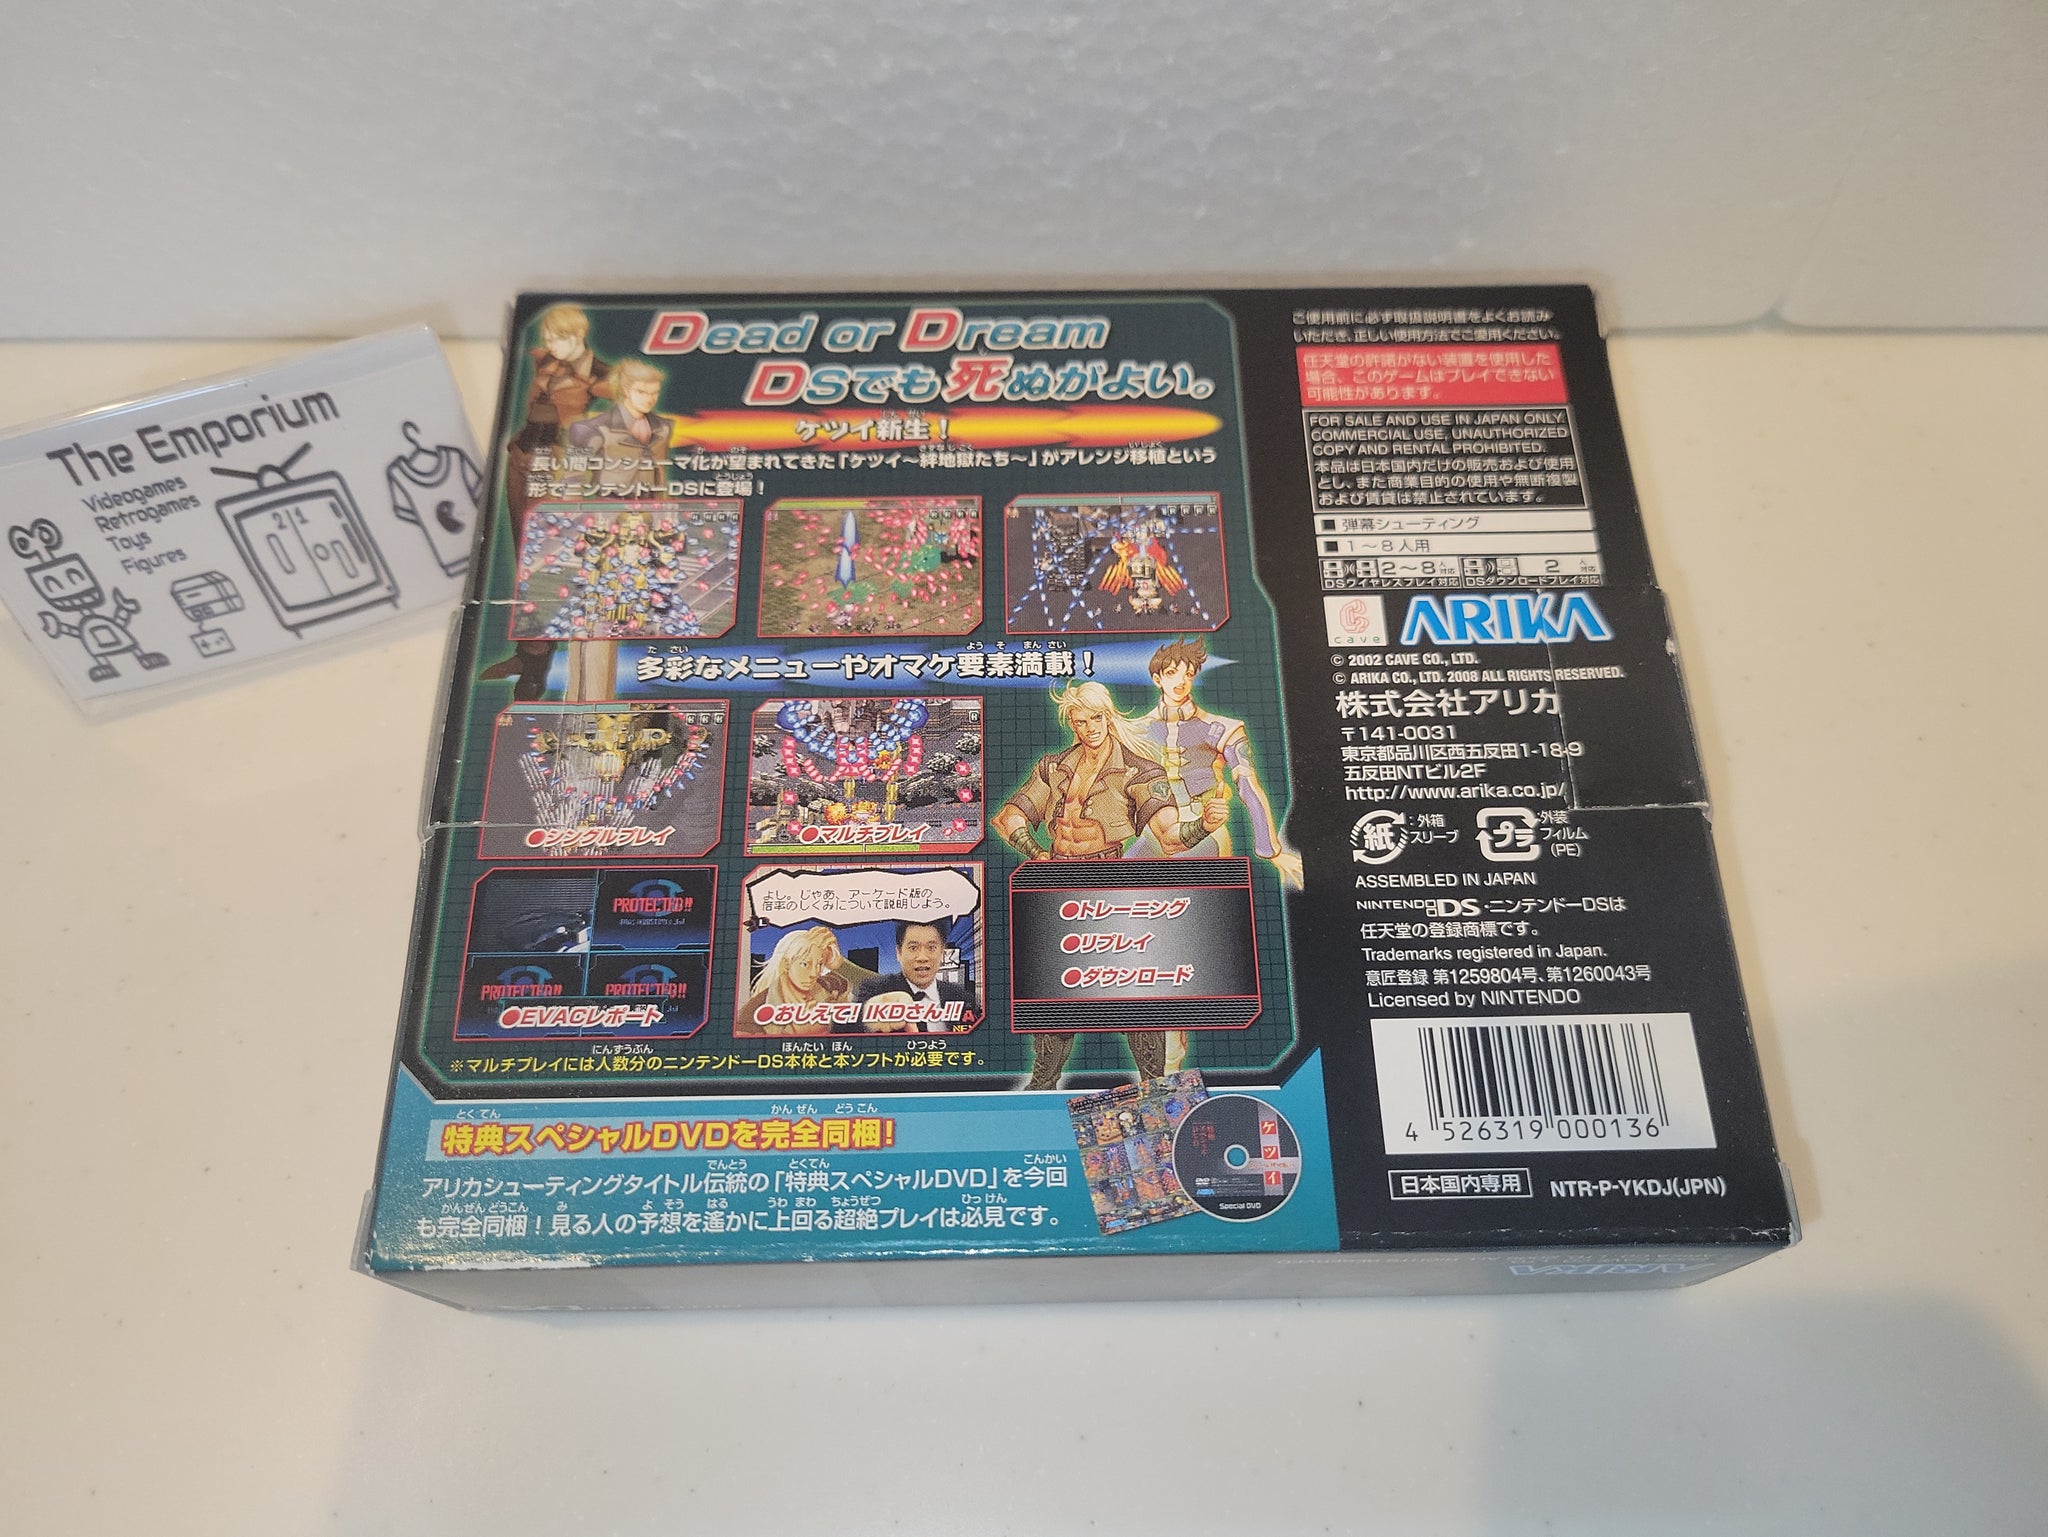 The Emporium
Videogames
Retrogames
Toys
Figures
Dead or Dream
DSでも死ぬがよい。
ケツイ新生！
長い間コンシューマ化が望まれてきた「ケツイ～絆地獄たち～」がアレンジ移植という
形でニンテンドーDSに登場！
多彩なメニューやオマケ要素満載！
●シングルプレイ
●マルチプレイ
PROTECTED!!
PROTECTED!!
PROTECTED!!
●EVACレポート
よし。じゃあ、アーケード版の
倍率のしくみについて説明しよう。
●おしえて！IKDさん!!
●トレーニング
●リプレイ
●ダウンロード
※マルチプレイには人数分のニンテンドーDS本体と本ソフトが必要です。
特典スペシャルDVDを完全同梱！
アリカシューティングタイトル伝統の「特典スペシャルDVD」を今回
も完全同梱！見る人の予想を遥かに上回る超絶プレイは必見です。
ケツイ
Special DVD
ご使用前に必ず取扱説明書をよくお読み
いただき、正しい使用方法でご愛用ください。
任天堂の許諾がない装置を使用した
場合、このゲームはプレイできない
可能性があります。
FOR SALE AND USE IN JAPAN ONLY.
COMMERCIAL USE, UNAUTHORIZED
COPY AND RENTAL PROHIBITED.
本品は日本国内だけの販売および使用
とし、また商業目的の使用や無断複製
および賃貸は禁止されています。
■ 弾幕シューティング
■ 1～8人用
2～8人対応 DSワイヤレスプレイ対応
2人対応 DSダウンロードプレイ対応
cave
ARIKA
© 2002 CAVE CO., LTD.
© ARIKA CO., LTD. 2008 ALL RIGHTS RESERVED.
株式会社アリカ
〒141-0031
東京都品川区西五反田1-18-9
五反田NTビル2F
http://www.arika.co.jp/
紙：外箱 スリーブ
プラ：外装 フィルム (PE)
ASSEMBLED IN JAPAN
NINTENDO DS・ニンテンドーDSは
任天堂の登録商標です。
Trademarks registered in Japan.
意匠登録 第1259804号、第1260043号
Licensed by NINTENDO
4 526319 000136
日本国内専用
NTR-P-YKDJ(JPN)
ARIKA